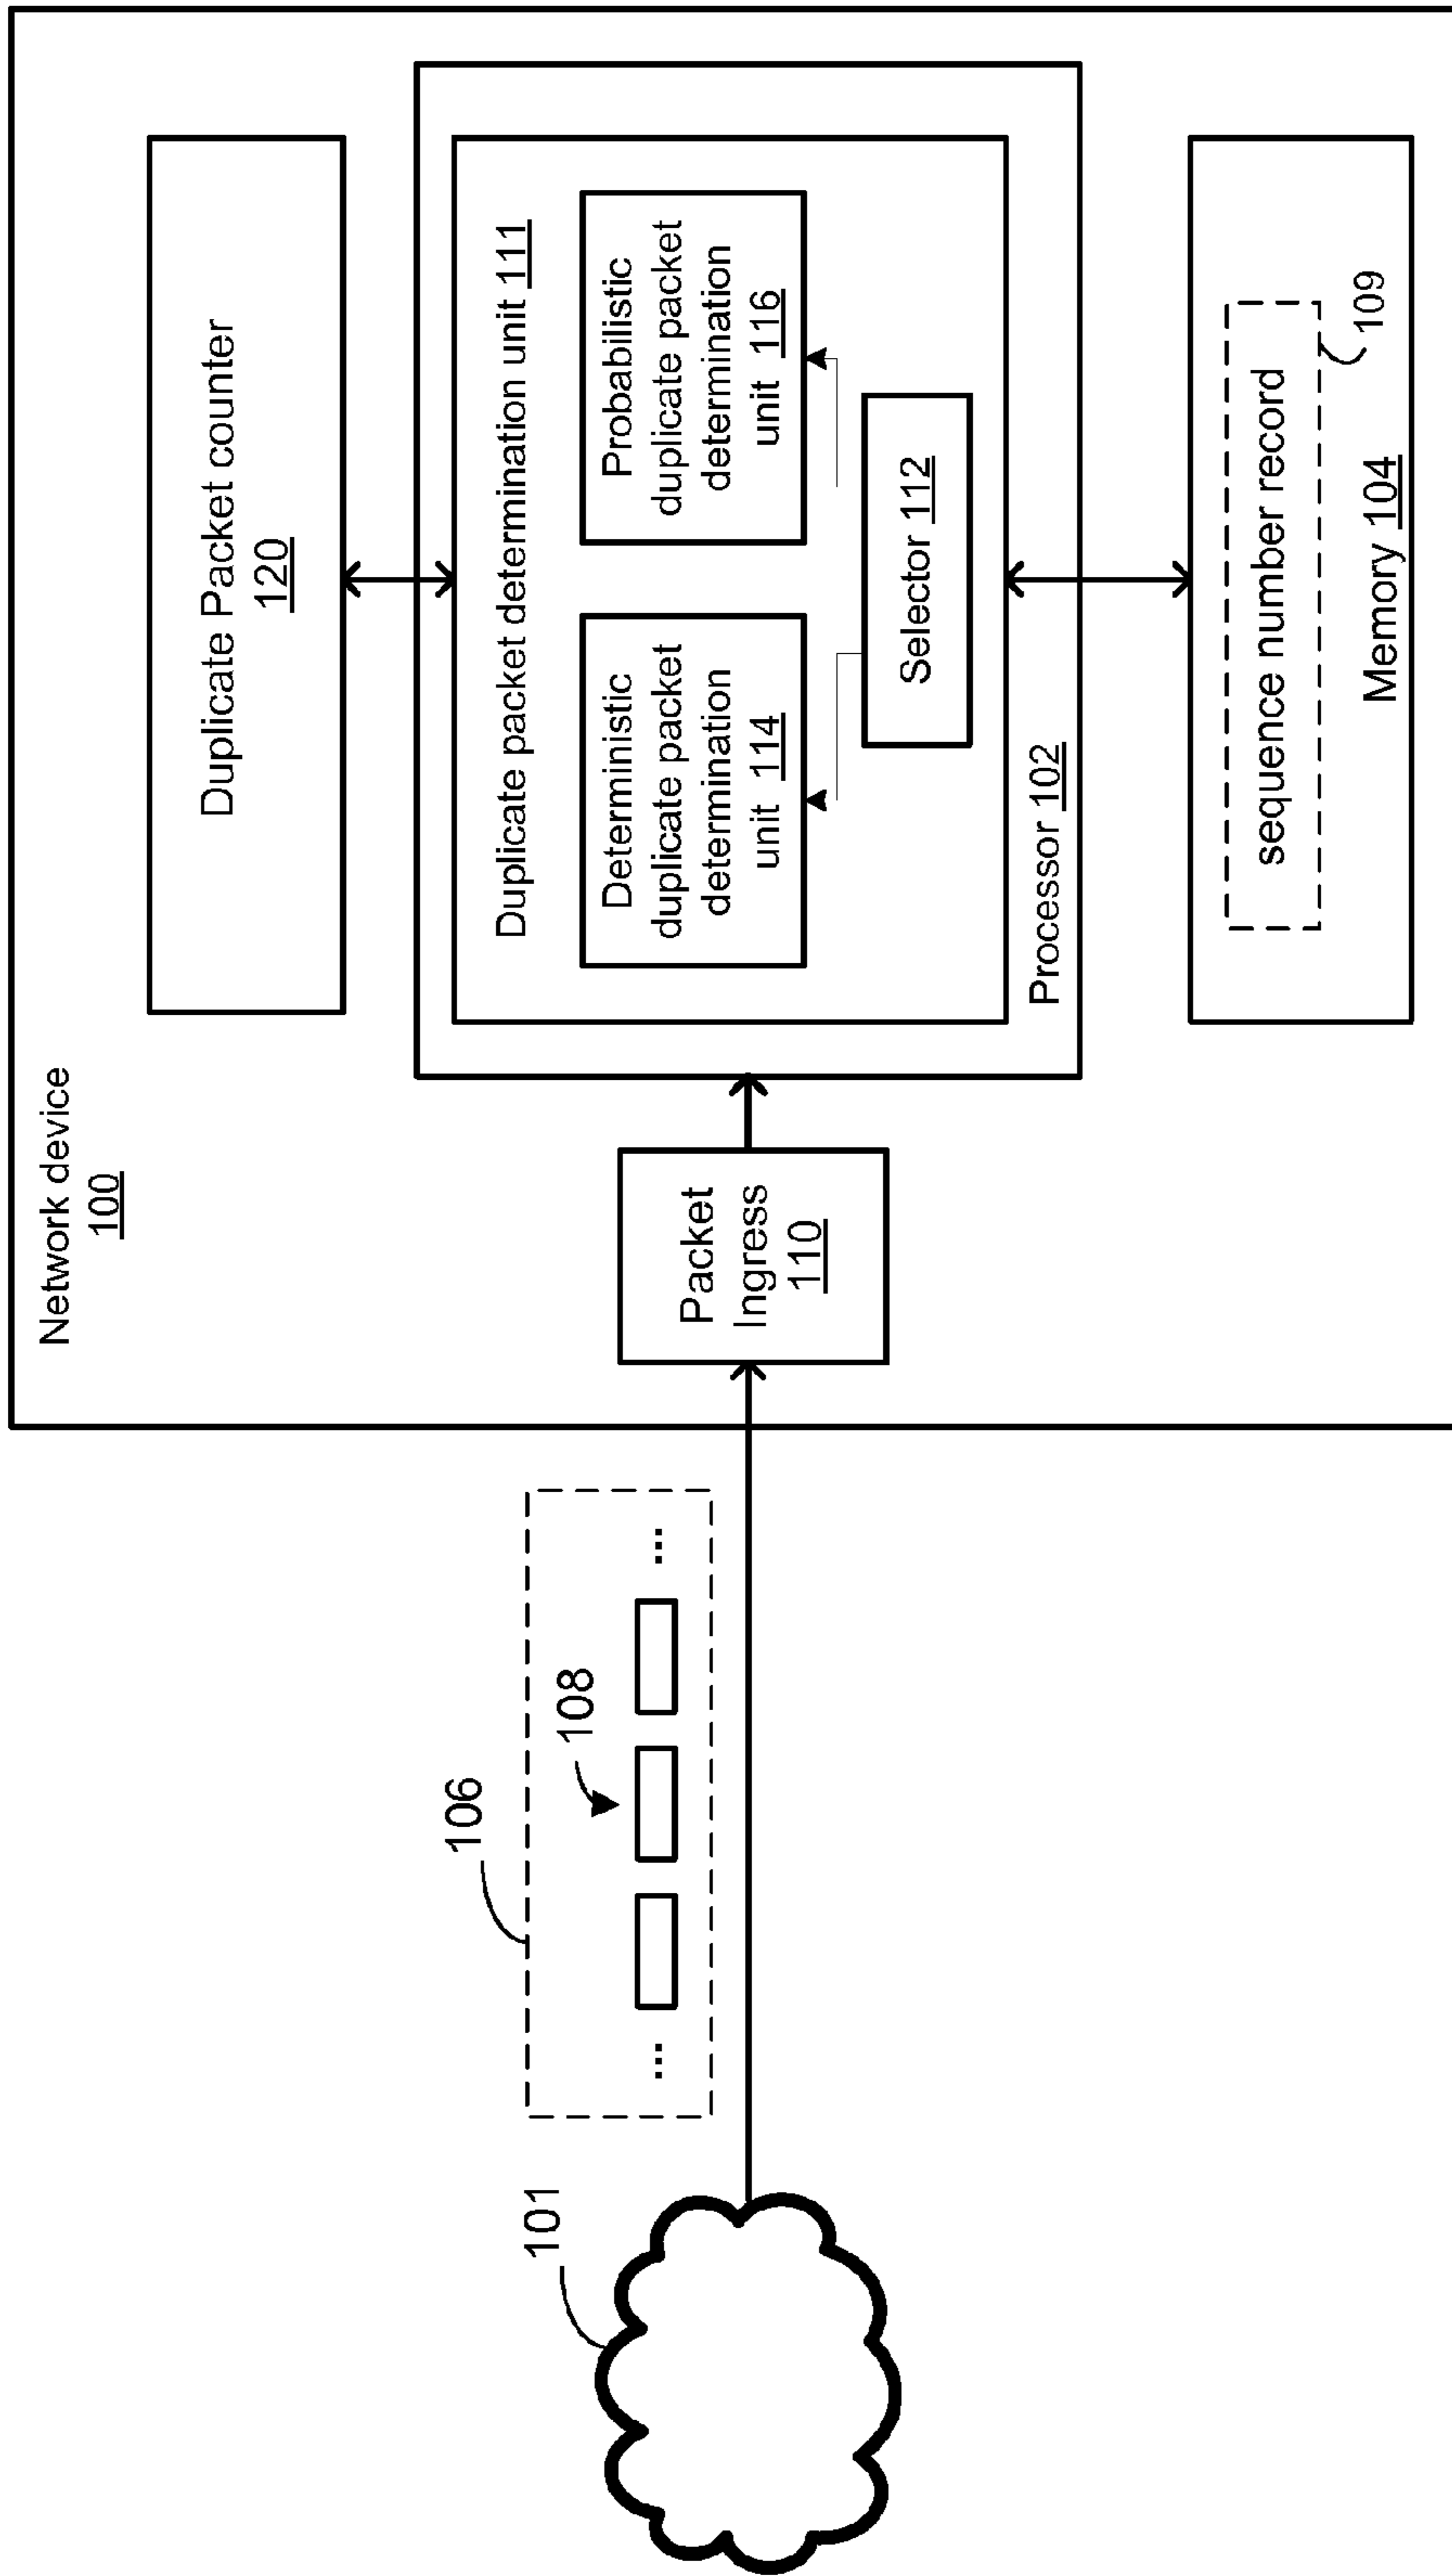 Network device
100
Duplicate Packet counter
120
Duplicate packet determination unit 111
Deterministic
duplicate packet
determination
unit 114
Probabilistic
duplicate packet
determination
unit 116
Selector 112
Processor 102
sequence number record
109
Memory 104
Packet
Ingress
110
106
108
...
...
101